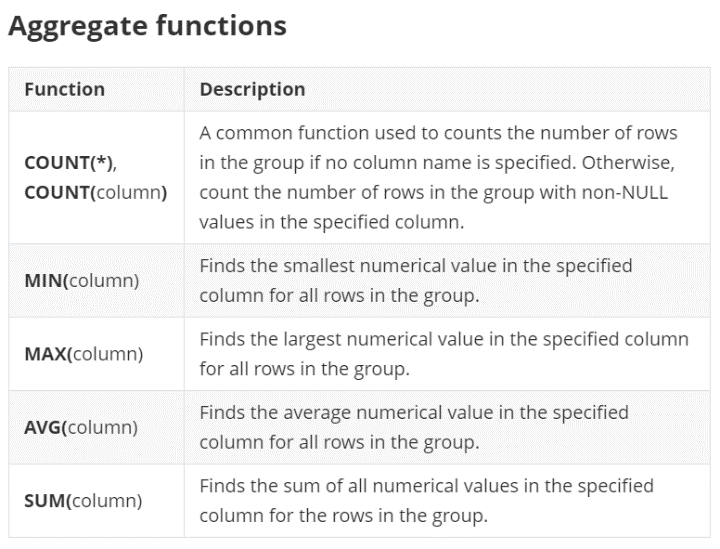 Aggregate functions
Function Description
COUNT(*),
COUNT(column)
A common function used to counts the number of rows
in the group if no column name is specified. Otherwise,
count the number of rows in the group with non-NULL
values in the specified column.
MIN(column)
Finds the smallest numerical value in the specified
column for all rows in the group.
MAX(column)
Finds the largest numerical value in the specified column
for all rows in the group.
AVG(column)
Finds the average numerical value in the specified
column for all rows in the group.
SUM(column)
Finds the sum of all numerical values in the specified
column for the rows in the group.